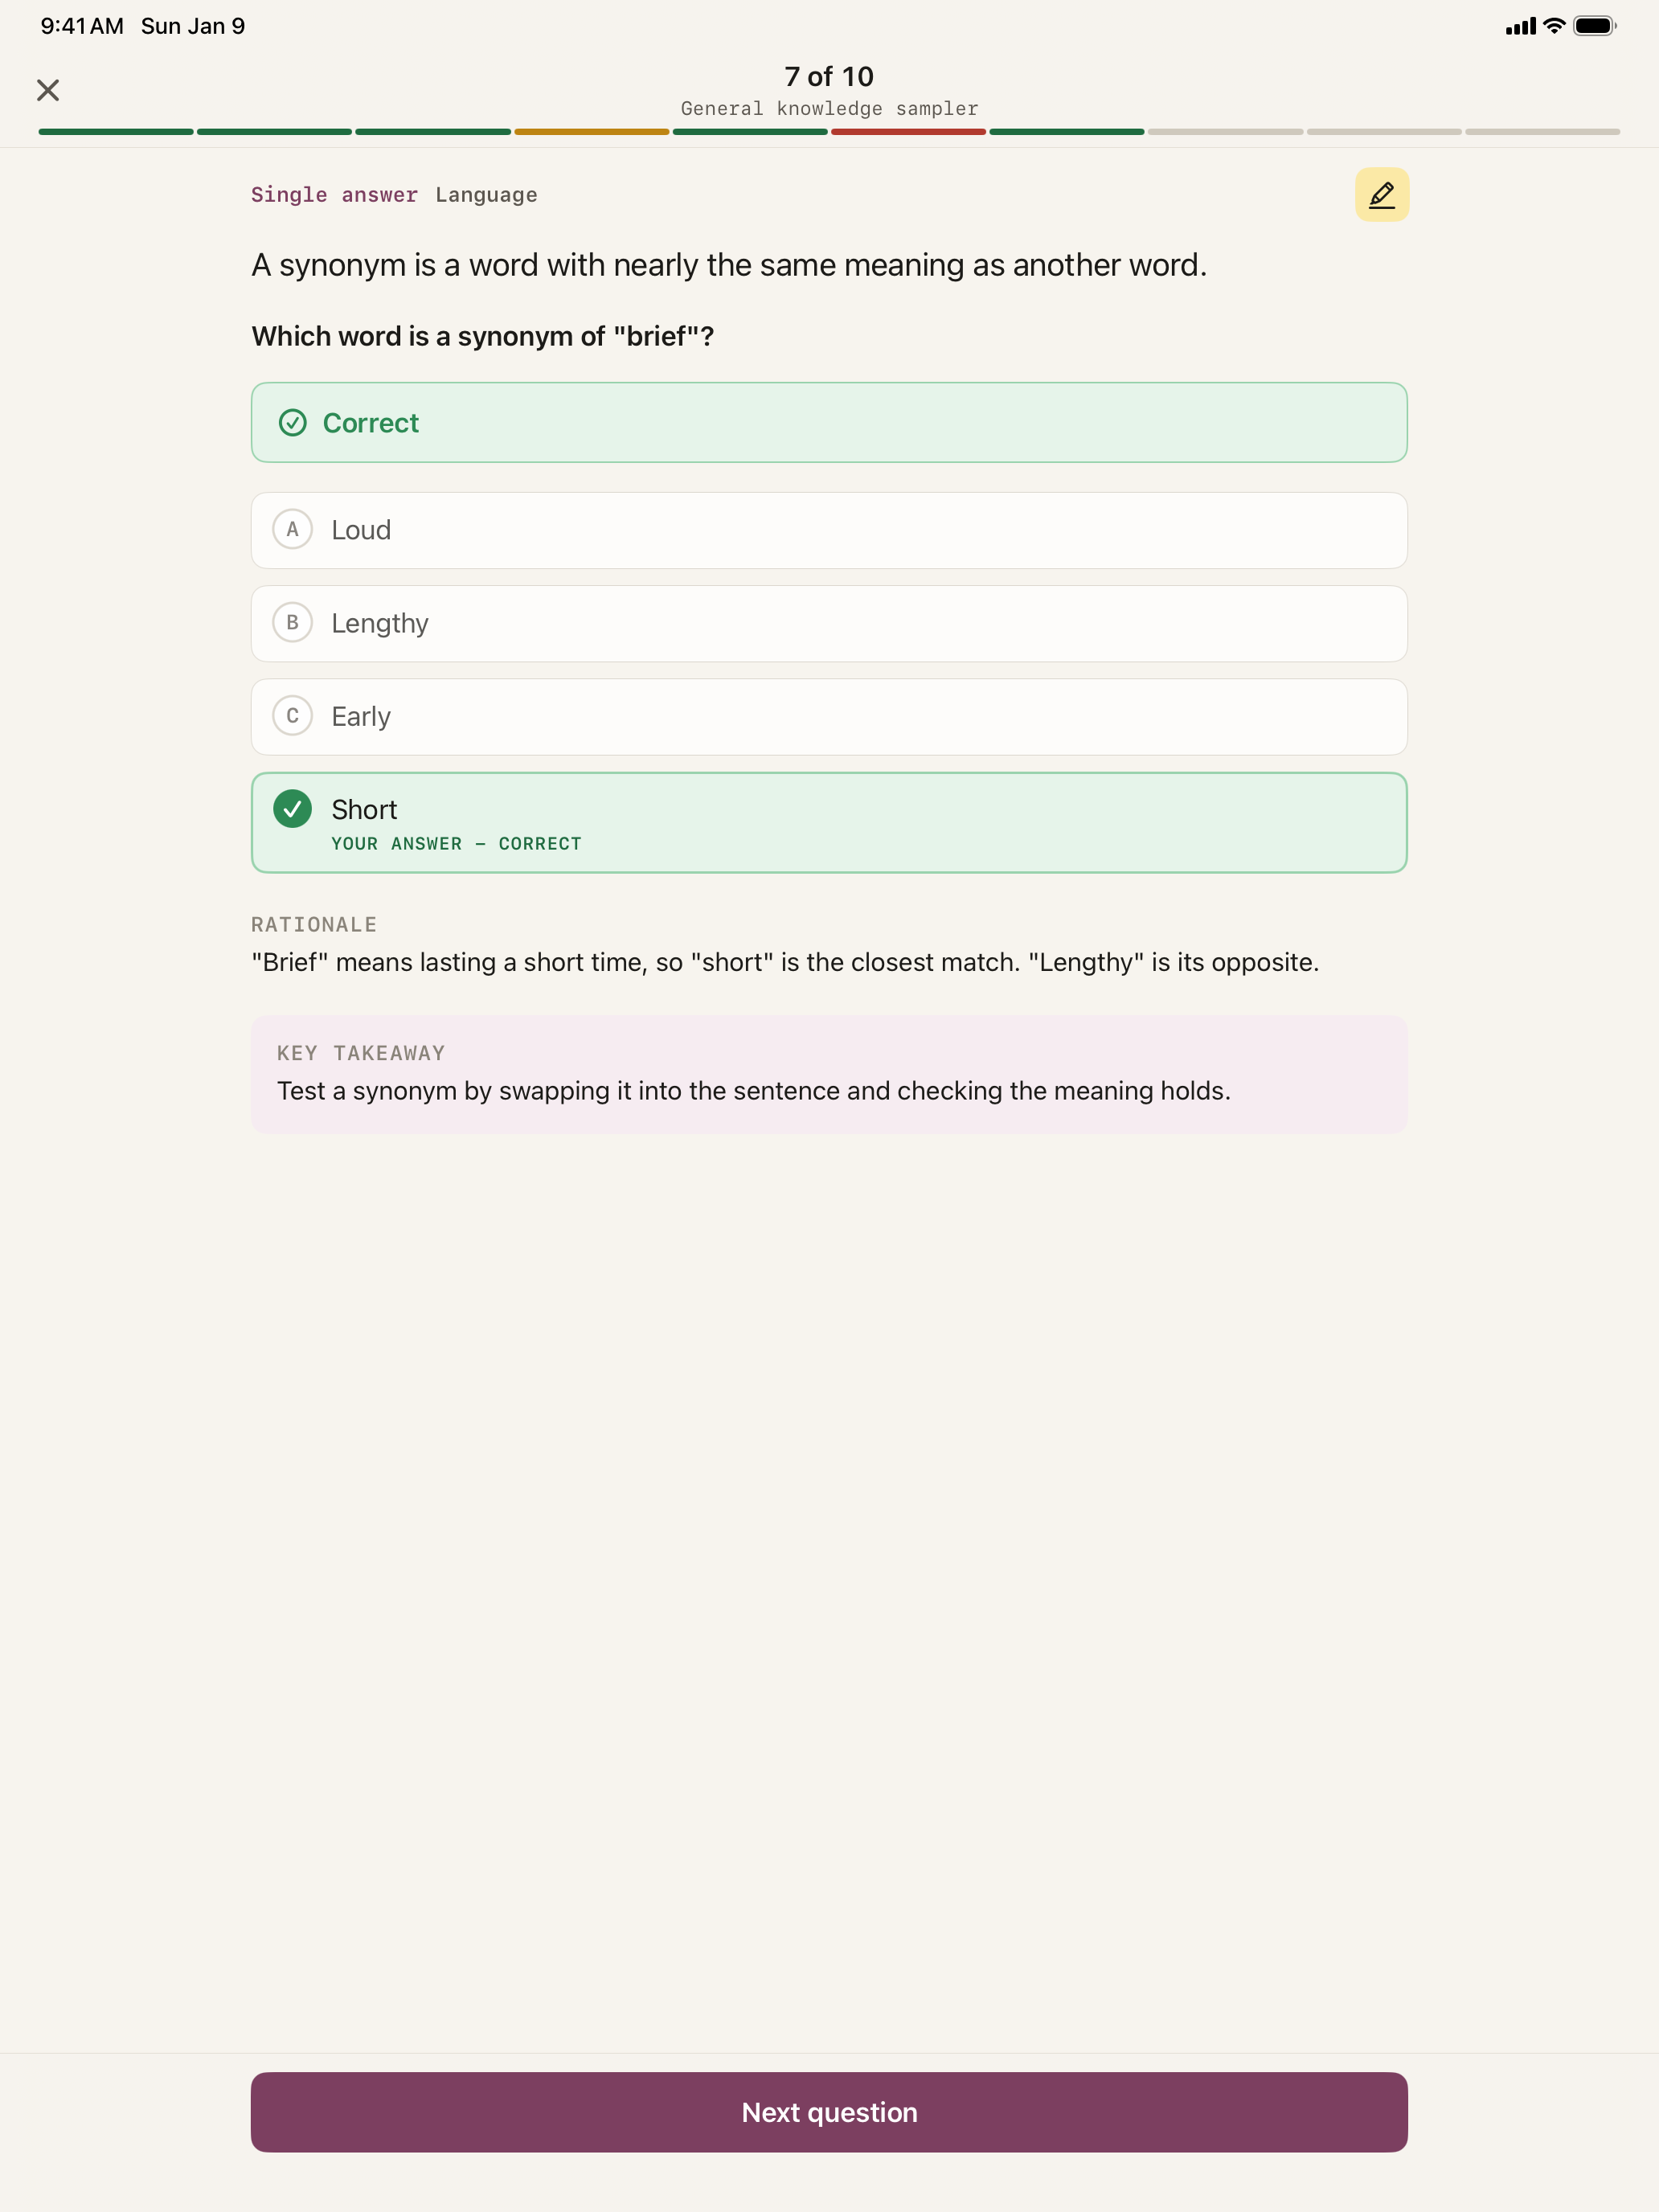 9:41 AM Sun Jan 9
7 of 10
General knowledge sampler
Single answer Language
A synonym is a word with nearly the same meaning as another word.
Which word is a synonym of "brief"?
Correct
A Loud
B Lengthy
C Early
Short
YOUR ANSWER – CORRECT
RATIONALE
"Brief" means lasting a short time, so "short" is the closest match. "Lengthy" is its opposite.
KEY TAKEAWAY
Test a synonym by swapping it into the sentence and checking the meaning holds.
Next question